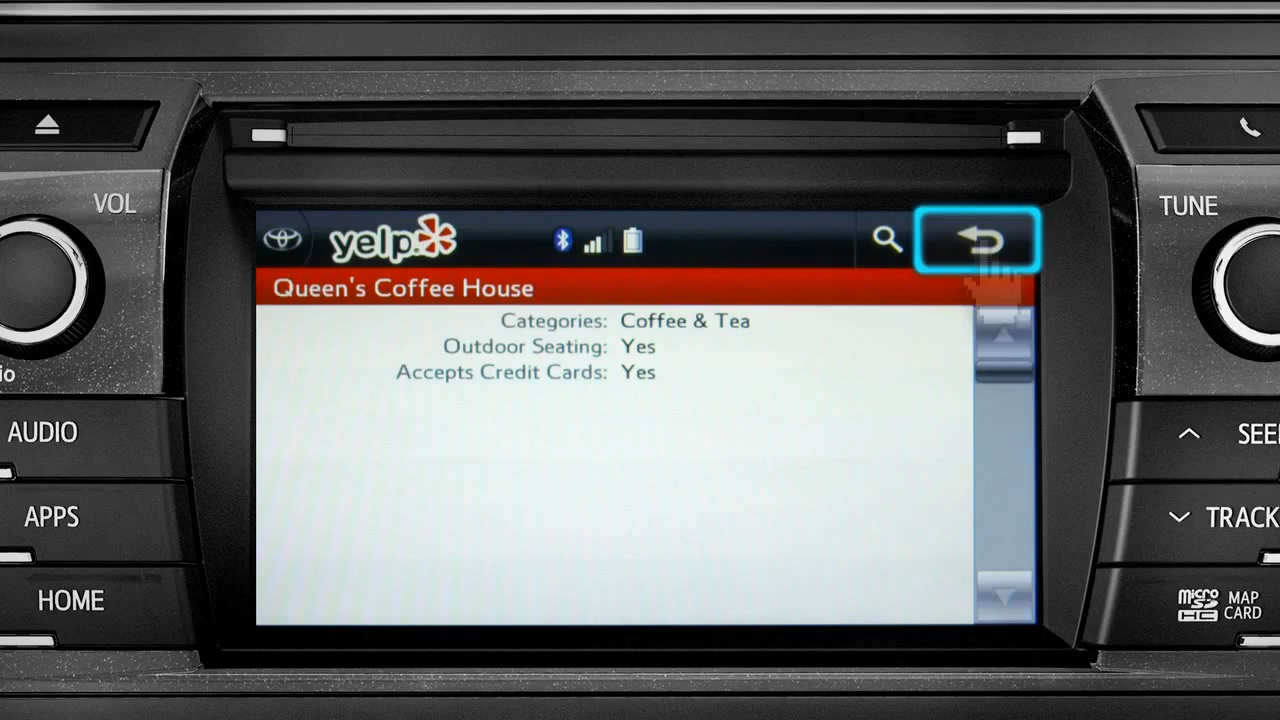 VOL
TUNE
yelp
Queen's Coffee House
Categories: Coffee & Tea
Outdoor Seating: Yes
Accepts Credit Cards: Yes
io
AUDIO
APPS
HOME
SEE
TRACK
micro SD HC MAP CARD